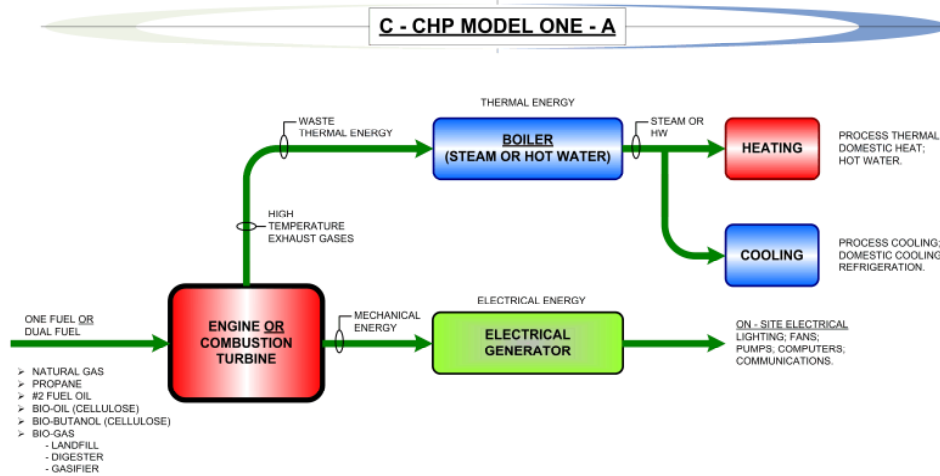 C - CHP MODEL ONE - A
THERMAL ENERGY
WASTE
THERMAL ENERGY
BOILER
(STEAM OR HOT WATER)
STEAM OR
HW
HEATING
PROCESS THERMAL
DOMESTIC HEAT;
HOT WATER.
HIGH
TEMPERATURE
EXHAUST GASES
COOLING
PROCESS COOLING;
DOMESTIC COOLING
REFRIGERATION.
ONE FUEL OR
DUAL FUEL
ENGINE OR
COMBUSTION
TURBINE
MECHANICAL
ENERGY
ELECTRICAL ENERGY
ELECTRICAL
GENERATOR
ON - SITE ELECTRICAL
LIGHTING; FANS;
PUMPS; COMPUTERS;
COMMUNICATIONS.
➢ NATURAL GAS
➢ PROPANE
➢ #2 FUEL OIL
➢ BIO-OIL (CELLULOSE)
➢ BIO-BUTANOL (CELLULOSE)
➢ BIO-GAS
- LANDFILL
- DIGESTER
- GASIFIER